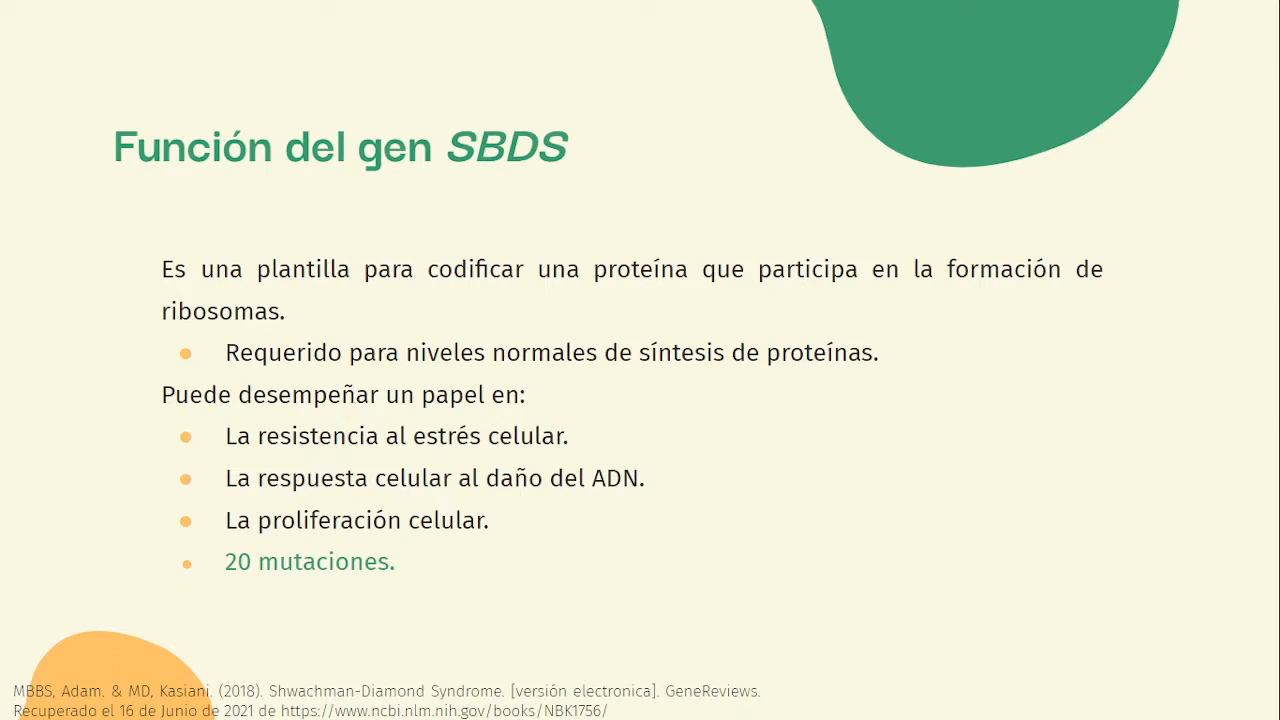 Función del gen SBDS
Es una plantilla para codificar una proteína que participa en la formación de
ribosomas.
Requerido para niveles normales de síntesis de proteínas.
Puede desempeñar un papel en:
La resistencia al estrés celular.
La respuesta celular al daño del ADN.
La proliferación celular.
20 mutaciones.
MBBS, Adam. & MD, Kasiani. (2018). Shwachman-Diamond Syndrome. [versión electronica]. GeneReviews.
Recuperado el 16 de Junio de 2021 de https://www.ncbi.nlm.nih.gov/books/NBK1756/